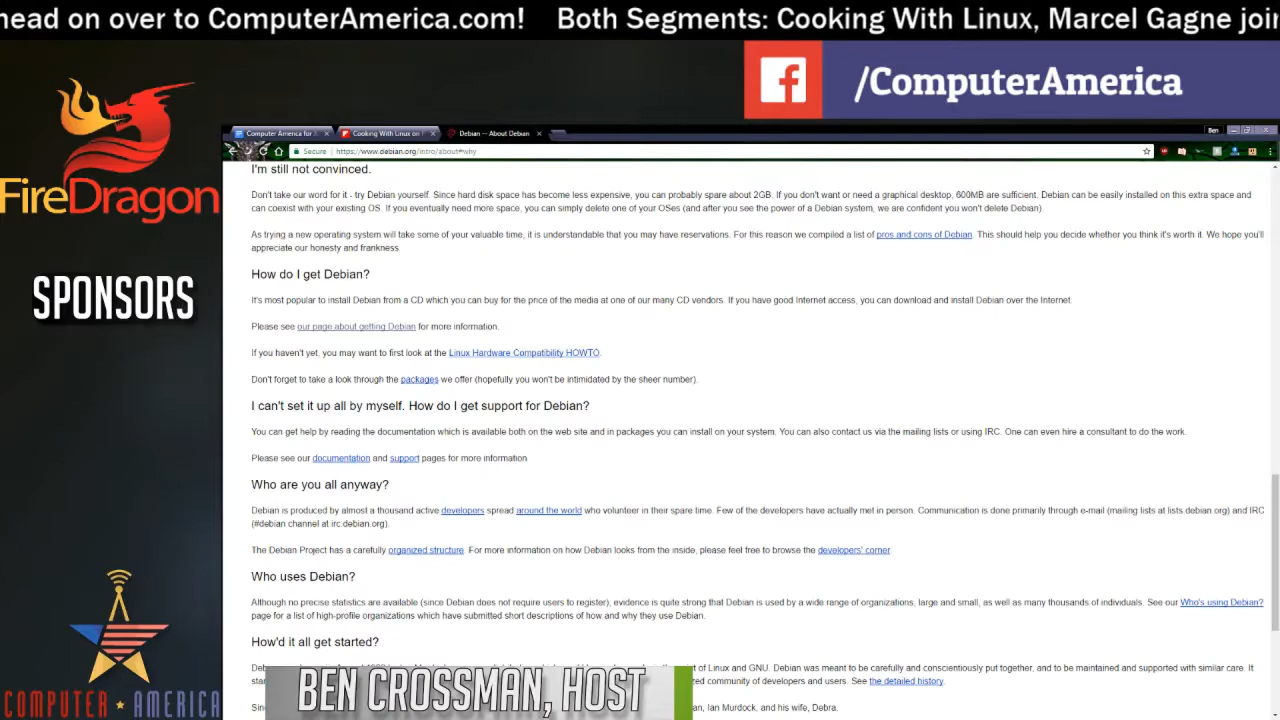 head on over to ComputerAmerica.com!    Both Segments: Cooking With Linux, Marcel Gagne join
/ComputerAmerica
FireDragon
SPONSORS
COMPUTER AMERICA
Computer America for
Cooking With Linux on
Debian -- About Debian
Ben
Secure
https://www.debian.org/intro/about#why
I'm still not convinced.
Don't take our word for it - try Debian yourself. Since hard disk space has become less expensive, you can probably spare about 2GB. If you don't want or need a graphical desktop, 600MB are sufficient. Debian can be easily installed on this extra space and
can coexist with your existing OS. If you eventually need more space, you can simply delete one of your OSes (and after you see the power of a Debian system, we are confident you won't delete Debian).
As trying a new operating system will take some of your valuable time, it is understandable that you may have reservations. For this reason we compiled a list of pros and cons of Debian. This should help you decide whether you think it's worth it. We hope you'll
appreciate our honesty and frankness.
How do I get Debian?
It's most popular to install Debian from a CD which you can buy for the price of the media at one of our many CD vendors. If you have good Internet access, you can download and install Debian over the Internet.
Please see our page about getting Debian for more information.
If you haven't yet, you may want to first look at the Linux Hardware Compatibility HOWTO.
Don't forget to take a look through the packages we offer (hopefully you won't be intimidated by the sheer number).
I can't set it up all by myself. How do I get support for Debian?
You can get help by reading the documentation which is available both on the web site and in packages you can install on your system. You can also contact us via the mailing lists or using IRC. One can even hire a consultant to do the work.
Please see our documentation and support pages for more information
Who are you all anyway?
Debian is produced by almost a thousand active developers spread around the world who volunteer in their spare time. Few of the developers have actually met in person. Communication is done primarily through e-mail (mailing lists at lists.debian.org) and IRC
(#debian channel at irc.debian.org).
The Debian Project has a carefully organized structure. For more information on how Debian looks from the inside, please feel free to browse the developers' corner.
Who uses Debian?
Although no precise statistics are available (since Debian does not require users to register), evidence is quite strong that Debian is used by a wide range of organizations, large and small, as well as many thousands of individuals. See our Who's using Debian?
page for a list of high-profile organizations which have submitted short descriptions of how and why they use Debian.
How'd it all get started?
of Linux and GNU. Debian was meant to be carefully and conscientiously put together, and to be maintained and supported with similar care. It
community of developers and users. See the detailed history.
Ian Murdock, and his wife, Debra.
BEN CROSSMAN, HOST